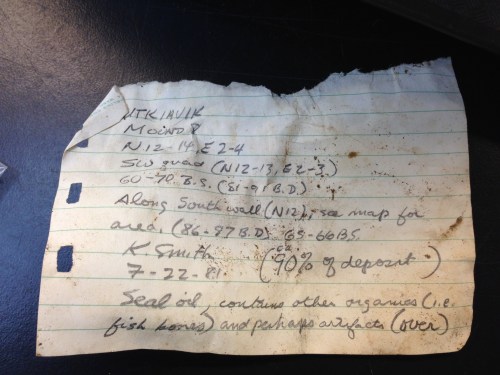 UTKIAVIK
MOUND 8
N12-14, E2-4
SW quad (N12-13, E2-3)
60-70 B.S. (81-91 B.D.)
Along South wall (N12), see map for
area. (86-87 B.D. 65-66 B.S.
K. Smith (90% of deposit.)
7-22-81
Seal oil, contains other organics (i.e.
fish bones) and perhaps artifacts (over)